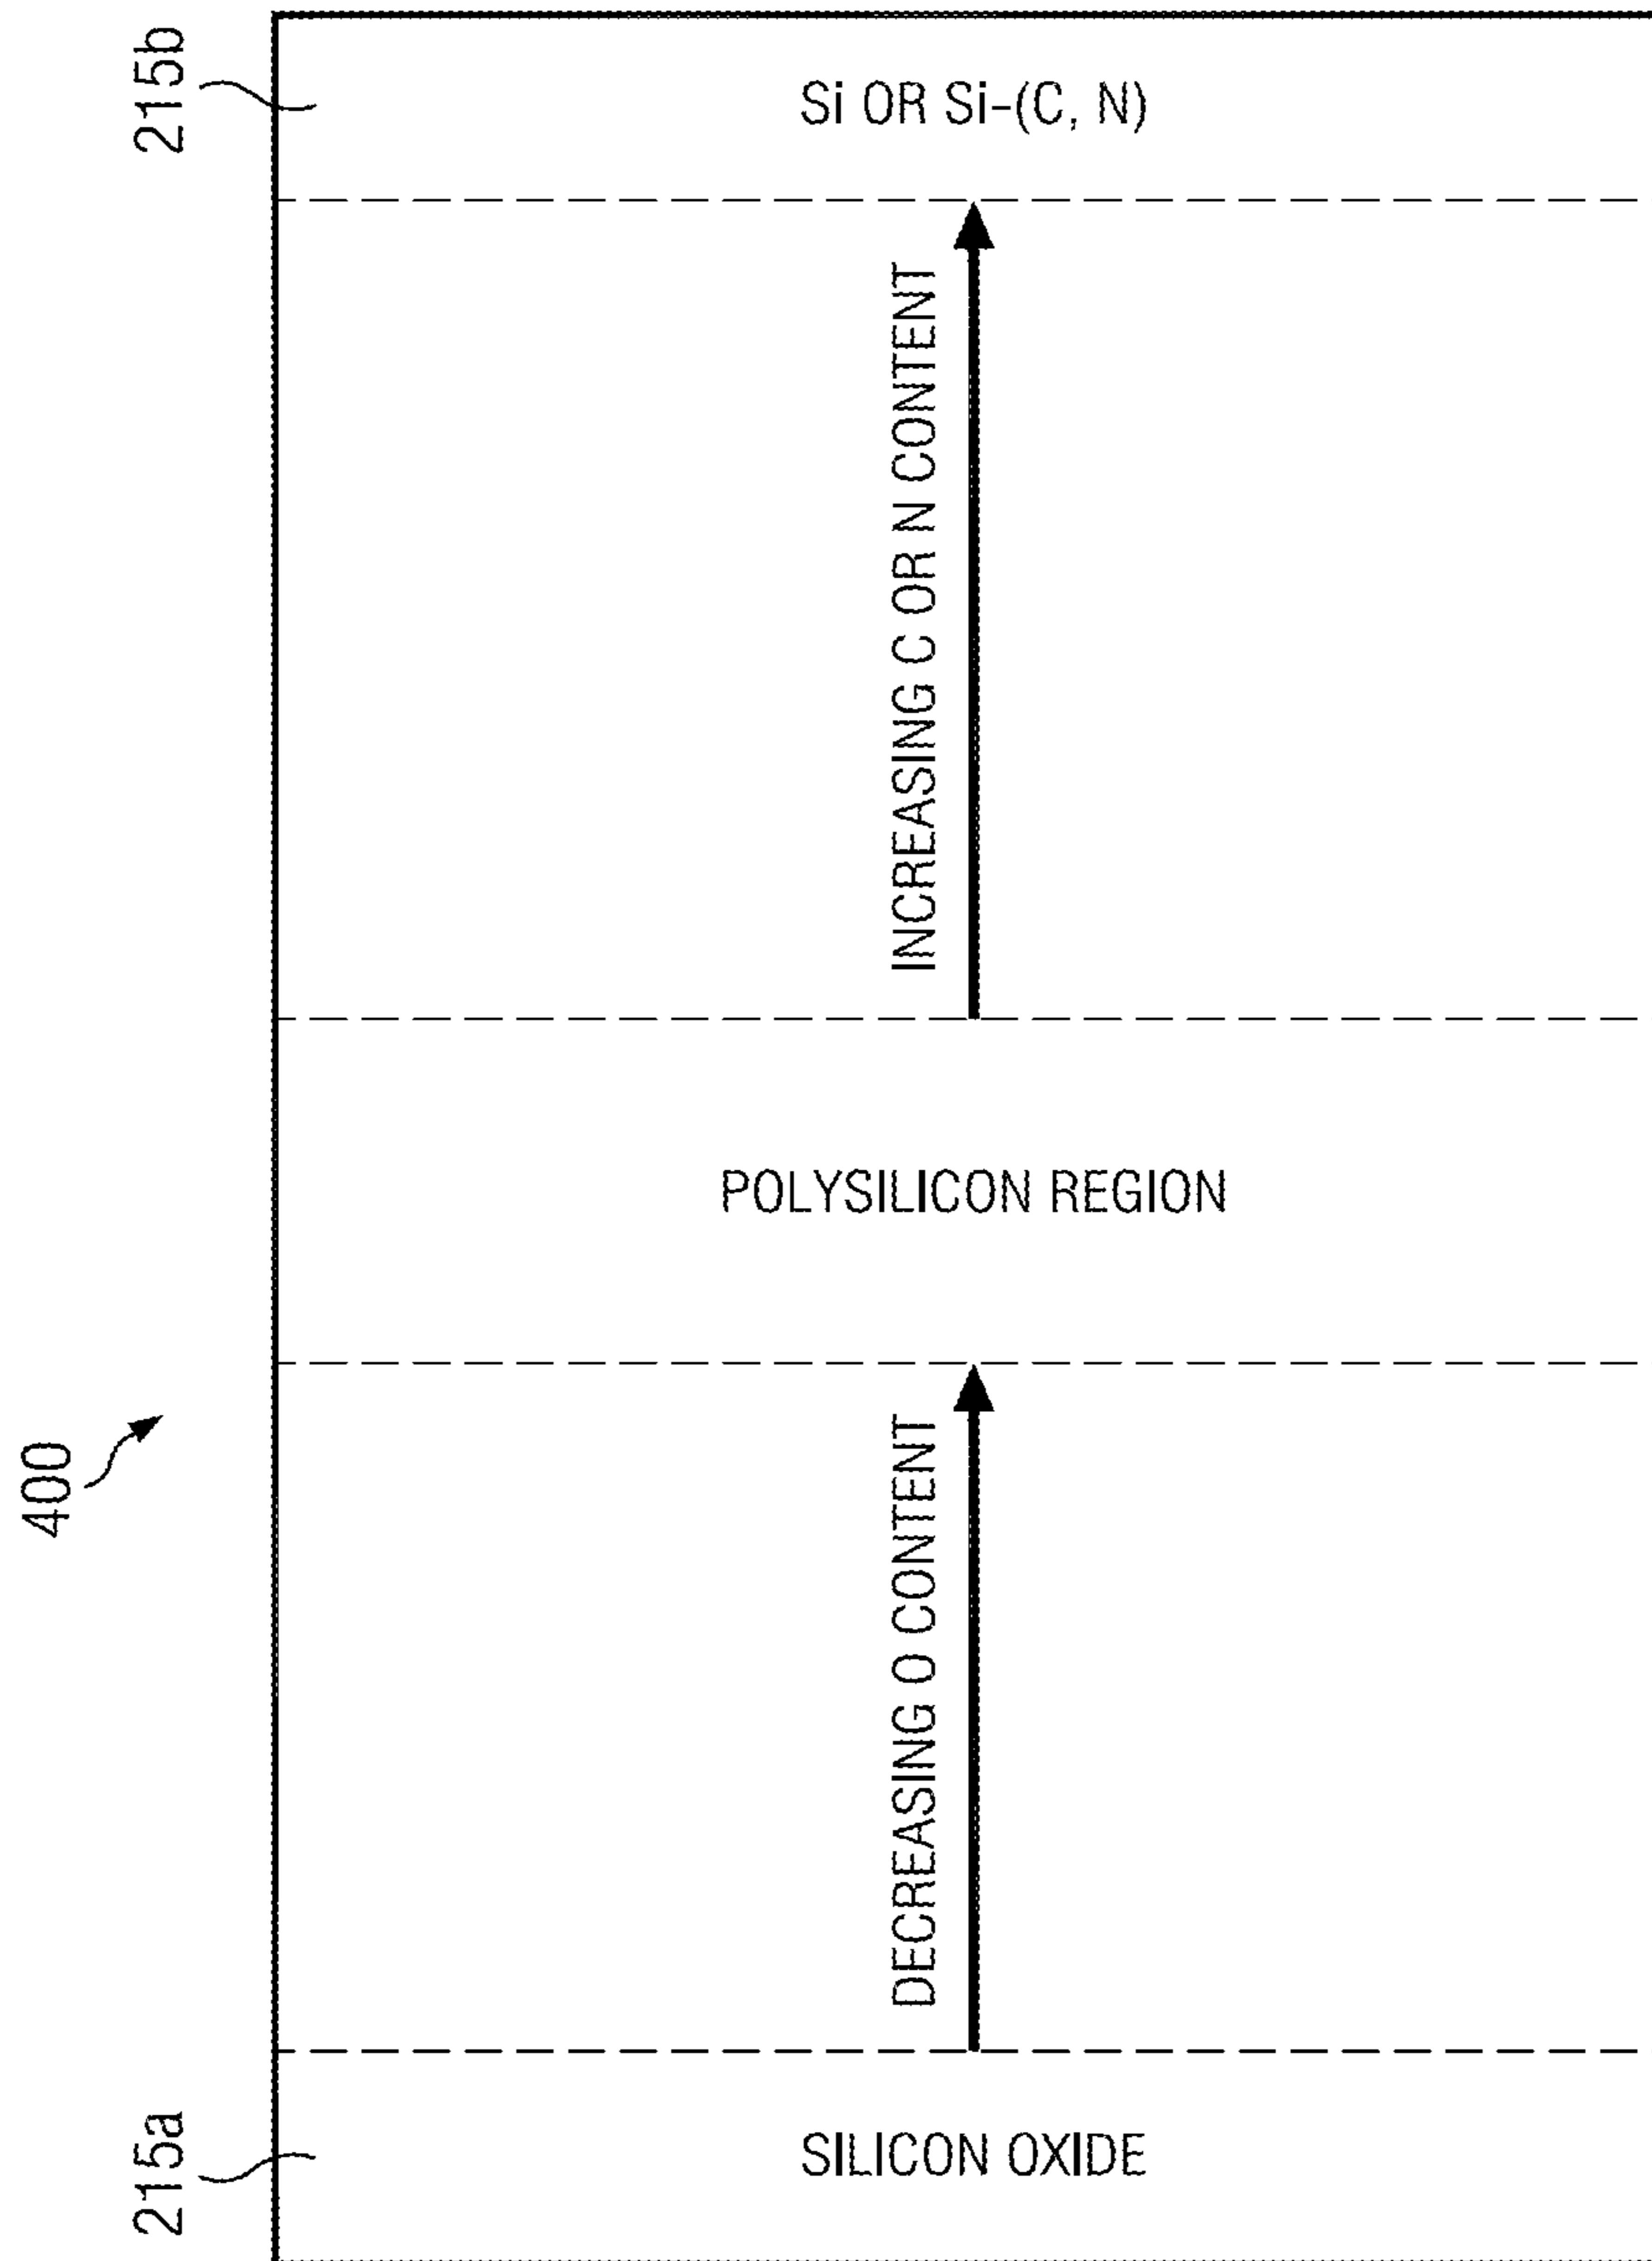 215b
Si OR Si-(C, N)
INCREASING C OR N CONTENT
POLYSILICON REGION
400
DECREASING O CONTENT
215a
SILICON OXIDE